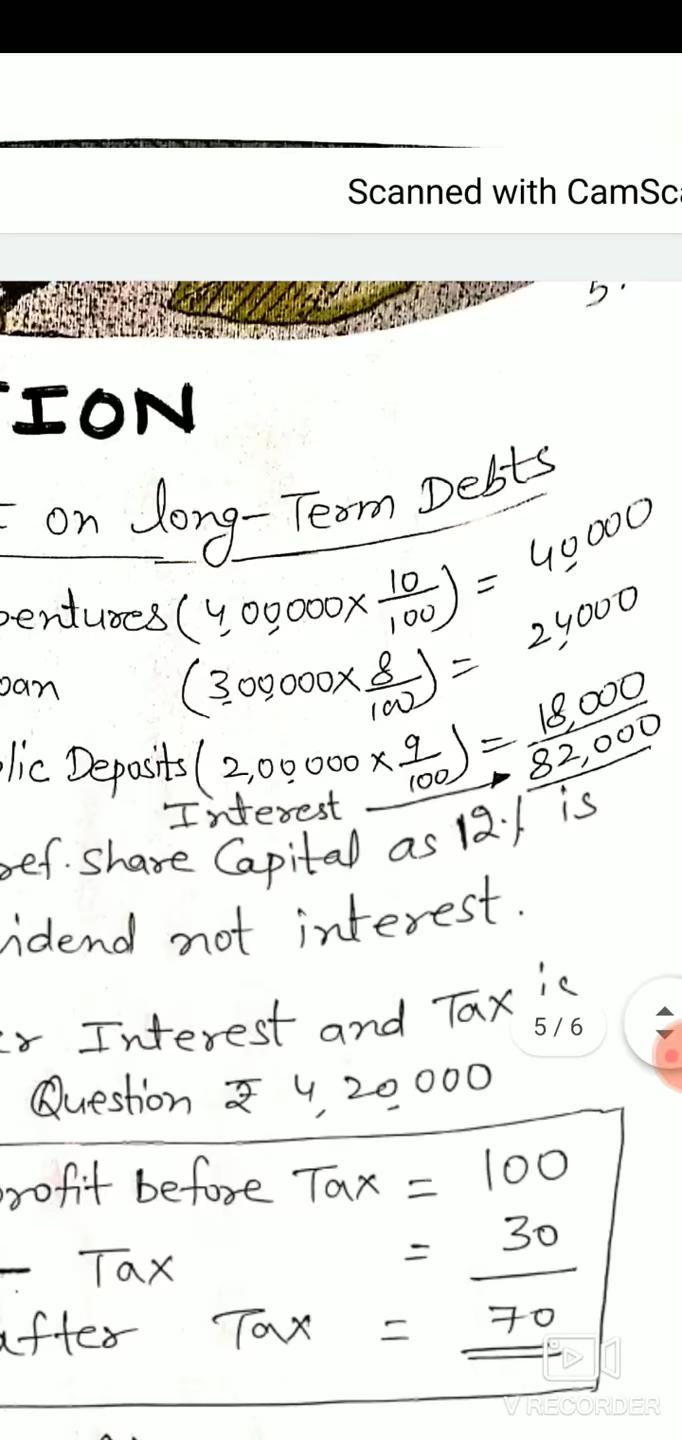 Scanned with CamSc
5.
ION
on long-Term Debts
entures (4,00,000 × 10/100) = 40,000
oan (3,00,000 × 8/100) = 24,000
lic Deposits (2,00,000 × 9/100) = 18,000
Interest → 82,000
ef. Share Capital as 12% is
idend not interest.
er Interest and Tax is
5 / 6
Question ₹ 4,20,000
rofit before Tax = 100
- Tax = 30
after Tax = 70
V RECORDER